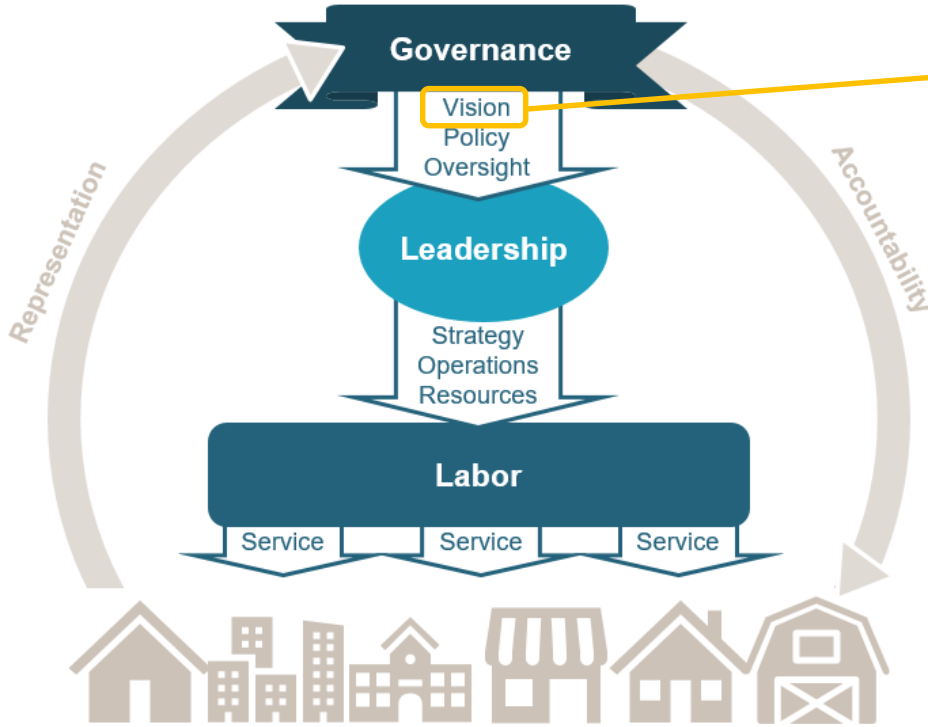 Governance
Vision
Policy
Oversight
Representation
Accountability
Leadership
Strategy
Operations
Resources
Labor
Service
Service
Service